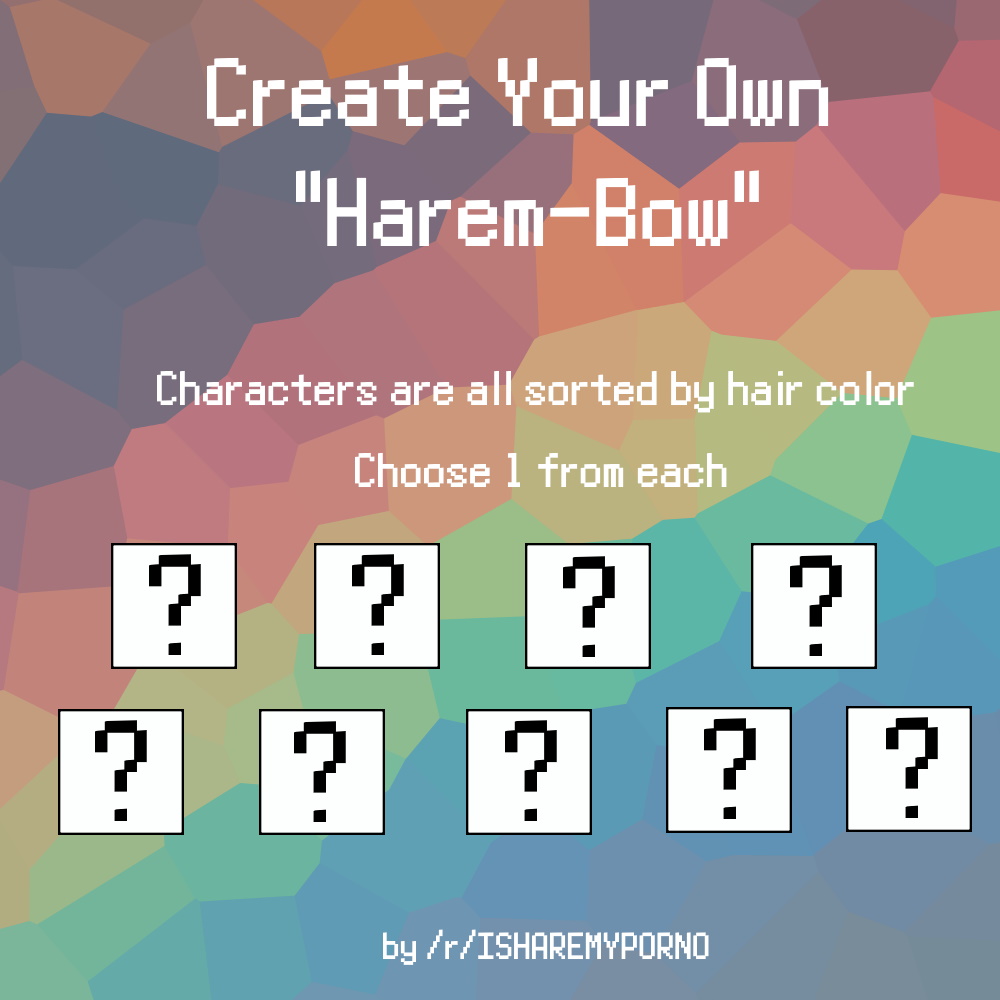 Create Your Own
"Harem-Bow"
Characters are all sorted by hair color
Choose 1 from each
? ? ? ?
? ? ? ? ?
by /r/ISHAREMYPORNO